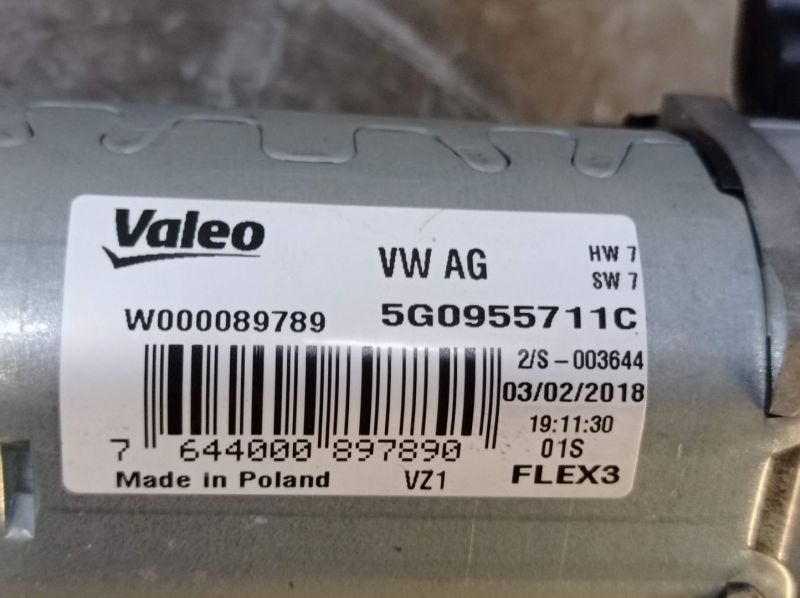 Valeo
VW AG
HW 7
SW 7
W000089789
5G0955711C
2/S-003644
03/02/2018
19:11:30
01S
7 644000 897890
Made in Poland
VZ1
FLEX3